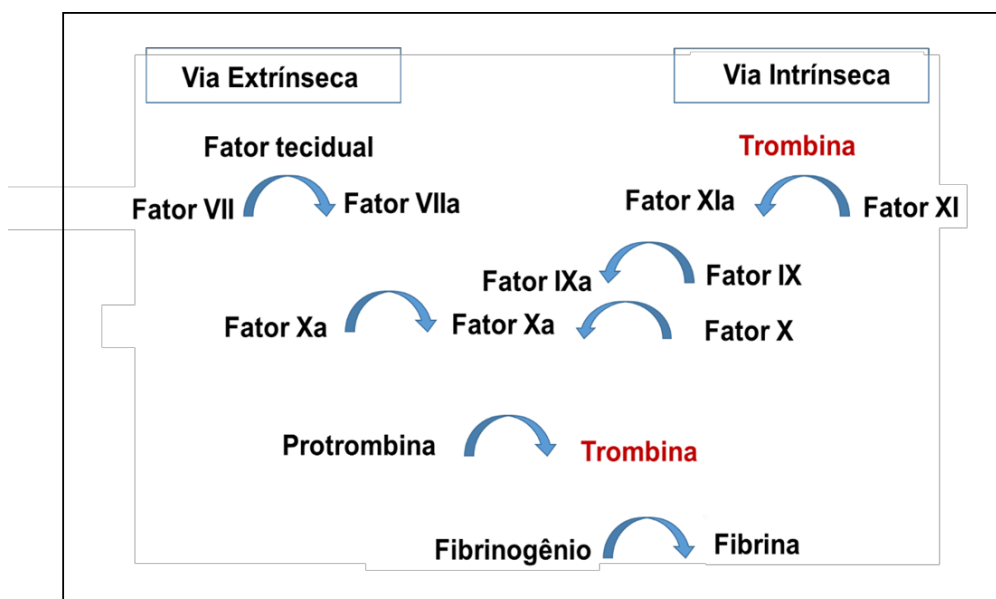 Via Extrínseca
Via Intrínseca
Fator tecidual
Trombina
Fator VII
Fator VIIa
Fator XIa
Fator XI
Fator IXa
Fator IX
Fator Xa
Fator Xa
Fator X
Protrombina
Trombina
Fibrinogênio
Fibrina